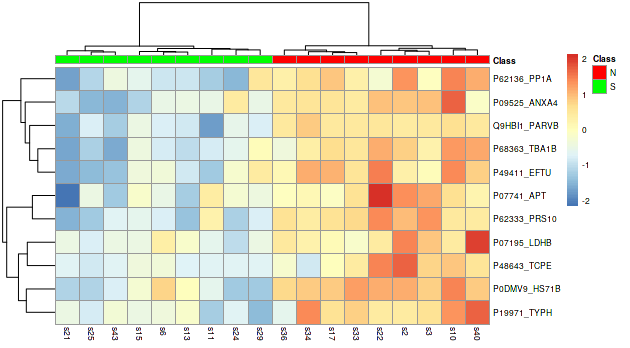 Class
P62136_PP1A
P09525_ANXA4
Q9HBI1_PARVB
P68363_TBA1B
P49411_EFTU
P07741_APT
P62333_PRS10
P07195_LDHB
P48643_TCPE
P0DMV9_HS71B
P19971_TYPH
s21 s25 s43 s15 s6 s13 s11 s24 s29 s36 s34 s17 s33 s22 s2 s3 s10 s40
2
1
0
-1
-2
Class
N
S